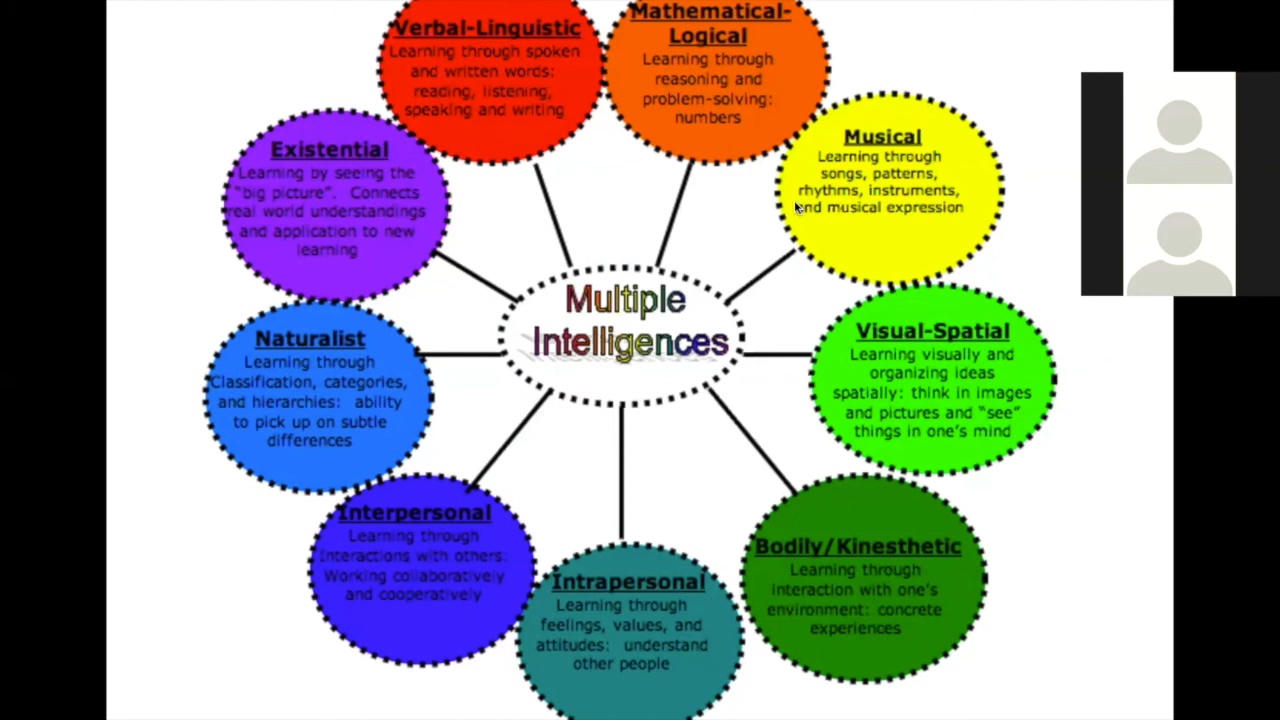 Verbal-Linguistic
Learning through spoken
and written words:
reading, listening,
speaking and writing
Mathematical-
Logical
Learning through
reasoning and
problem-solving:
numbers
Musical
Learning through
songs, patterns,
rhythms, instruments,
and musical expression
Visual-Spatial
Learning visually and
organizing ideas
spatially: think in images
and pictures and “see”
things in one’s mind
Bodily/Kinesthetic
Learning through
interaction with one’s
environment: concrete
experiences
Intrapersonal
Learning through
feelings, values, and
attitudes: understand
other people
Interpersonal
Learning through
Interactions with others:
Working collaboratively
and cooperatively
Naturalist
Learning through
Classification, categories,
and hierarchies: ability
to pick up on subtle
differences
Existential
Learning by seeing the
“big picture”. Connects
real world understandings
and application to new
learning
Multiple
Intelligences